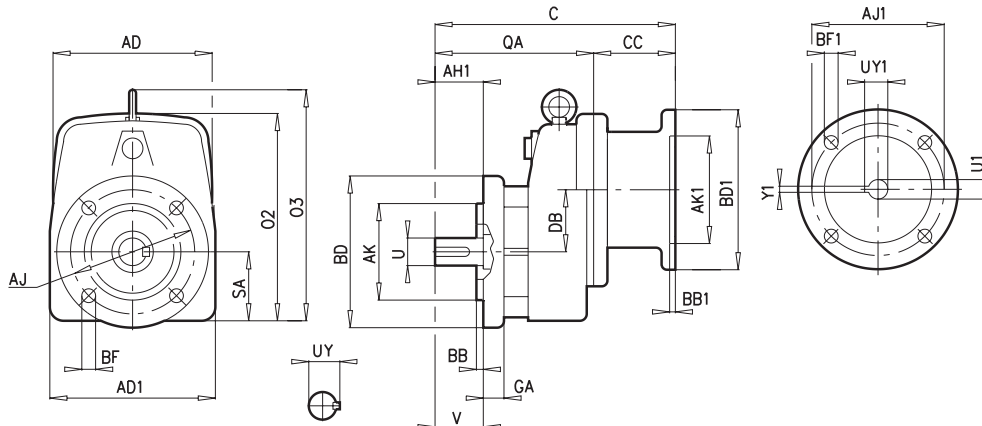 AD
AJ
BF
AD1
SA
O2
O3
UY
C
QA
CC
AH1
BD
AK
U
DB
AK1
BD1
BB1
BB
GA
V
AJ1
BF1
UY1
Y1
U1